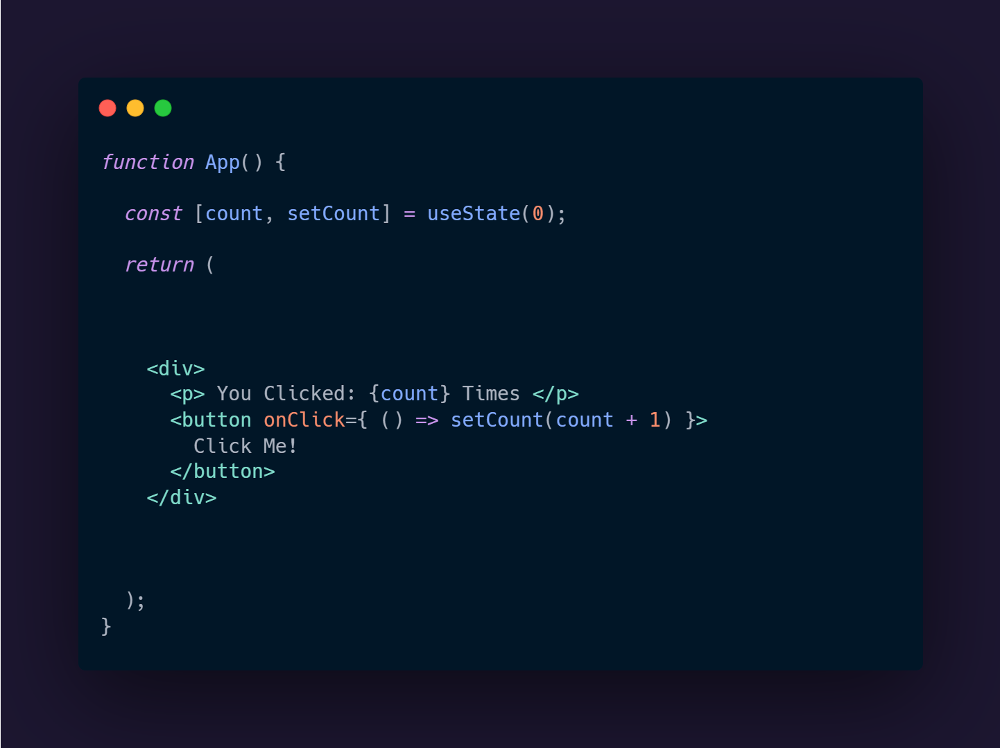 function App() {
  const [count, setCount] = useState(0);
  return (
    <div>
      <p> You Clicked: {count} Times </p>
      <button onClick={ () => setCount(count + 1) }>
        Click Me!
      </button>
    </div>
  );
}